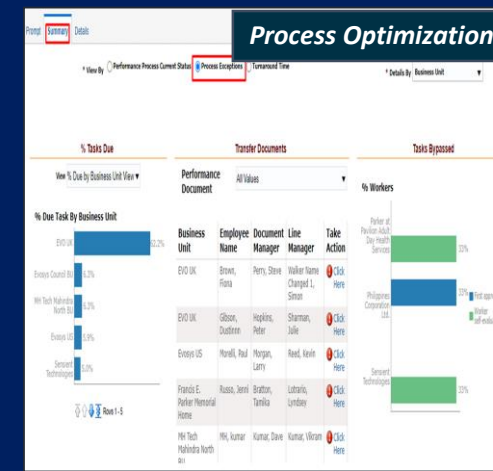 Process Optimization
Prompt Summary Details
* View By Performance Process Current Status Process Exceptions Turnaround Time
* Details By Business Unit
% Tasks Due
Transfer Documents
Tasks Bypassed
View % Due by Business Unit View
Performance Document
All Values
% Workers
% Due Task By Business Unit
EVO UK 62.2%
Evosys Council BU 6.3%
MH Tech Mahindra North BU 6.3%
Evosys US 5.9%
Servient Technologies 5.0%
Rows 1 - 5
Business Unit
Employee Name
Document Manager
Line Manager
Take Action
EVO UK
Brown, Fiona
Perry, Steve
Walker Name Changed 1, Simon
Click Here
EVO UK
Gibson, Dustinnn
Hopkins, Peter
Sharman, Julie
Click Here
Evosys US
Morelli, Paul
Morgan, Larry
Reed, Kevin
Click Here
Francis E. Parker Memorial Home
Russo, Jenni
Bratton, Tamika
Lotrario, Lyndsey
Click Here
MH Tech Mahindra North BU
MH, kumar
Kumar, Dave
Kumar, Vikram
Click Here
Parker at Pavilion Adult Day Health Services
Philippines Corporation Ltd.
Servient Technologies
First
Worker